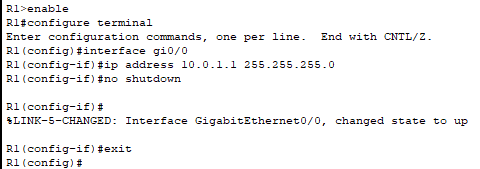 R1>enable
R1#configure terminal
Enter configuration commands, one per line.  End with CNTL/Z.
R1(config)#interface gi0/0
R1(config-if)#ip address 10.0.1.1 255.255.255.0
R1(config-if)#no shutdown
R1(config-if)#
%LINK-5-CHANGED: Interface GigabitEthernet0/0, changed state to up
R1(config-if)#exit
R1(config)#